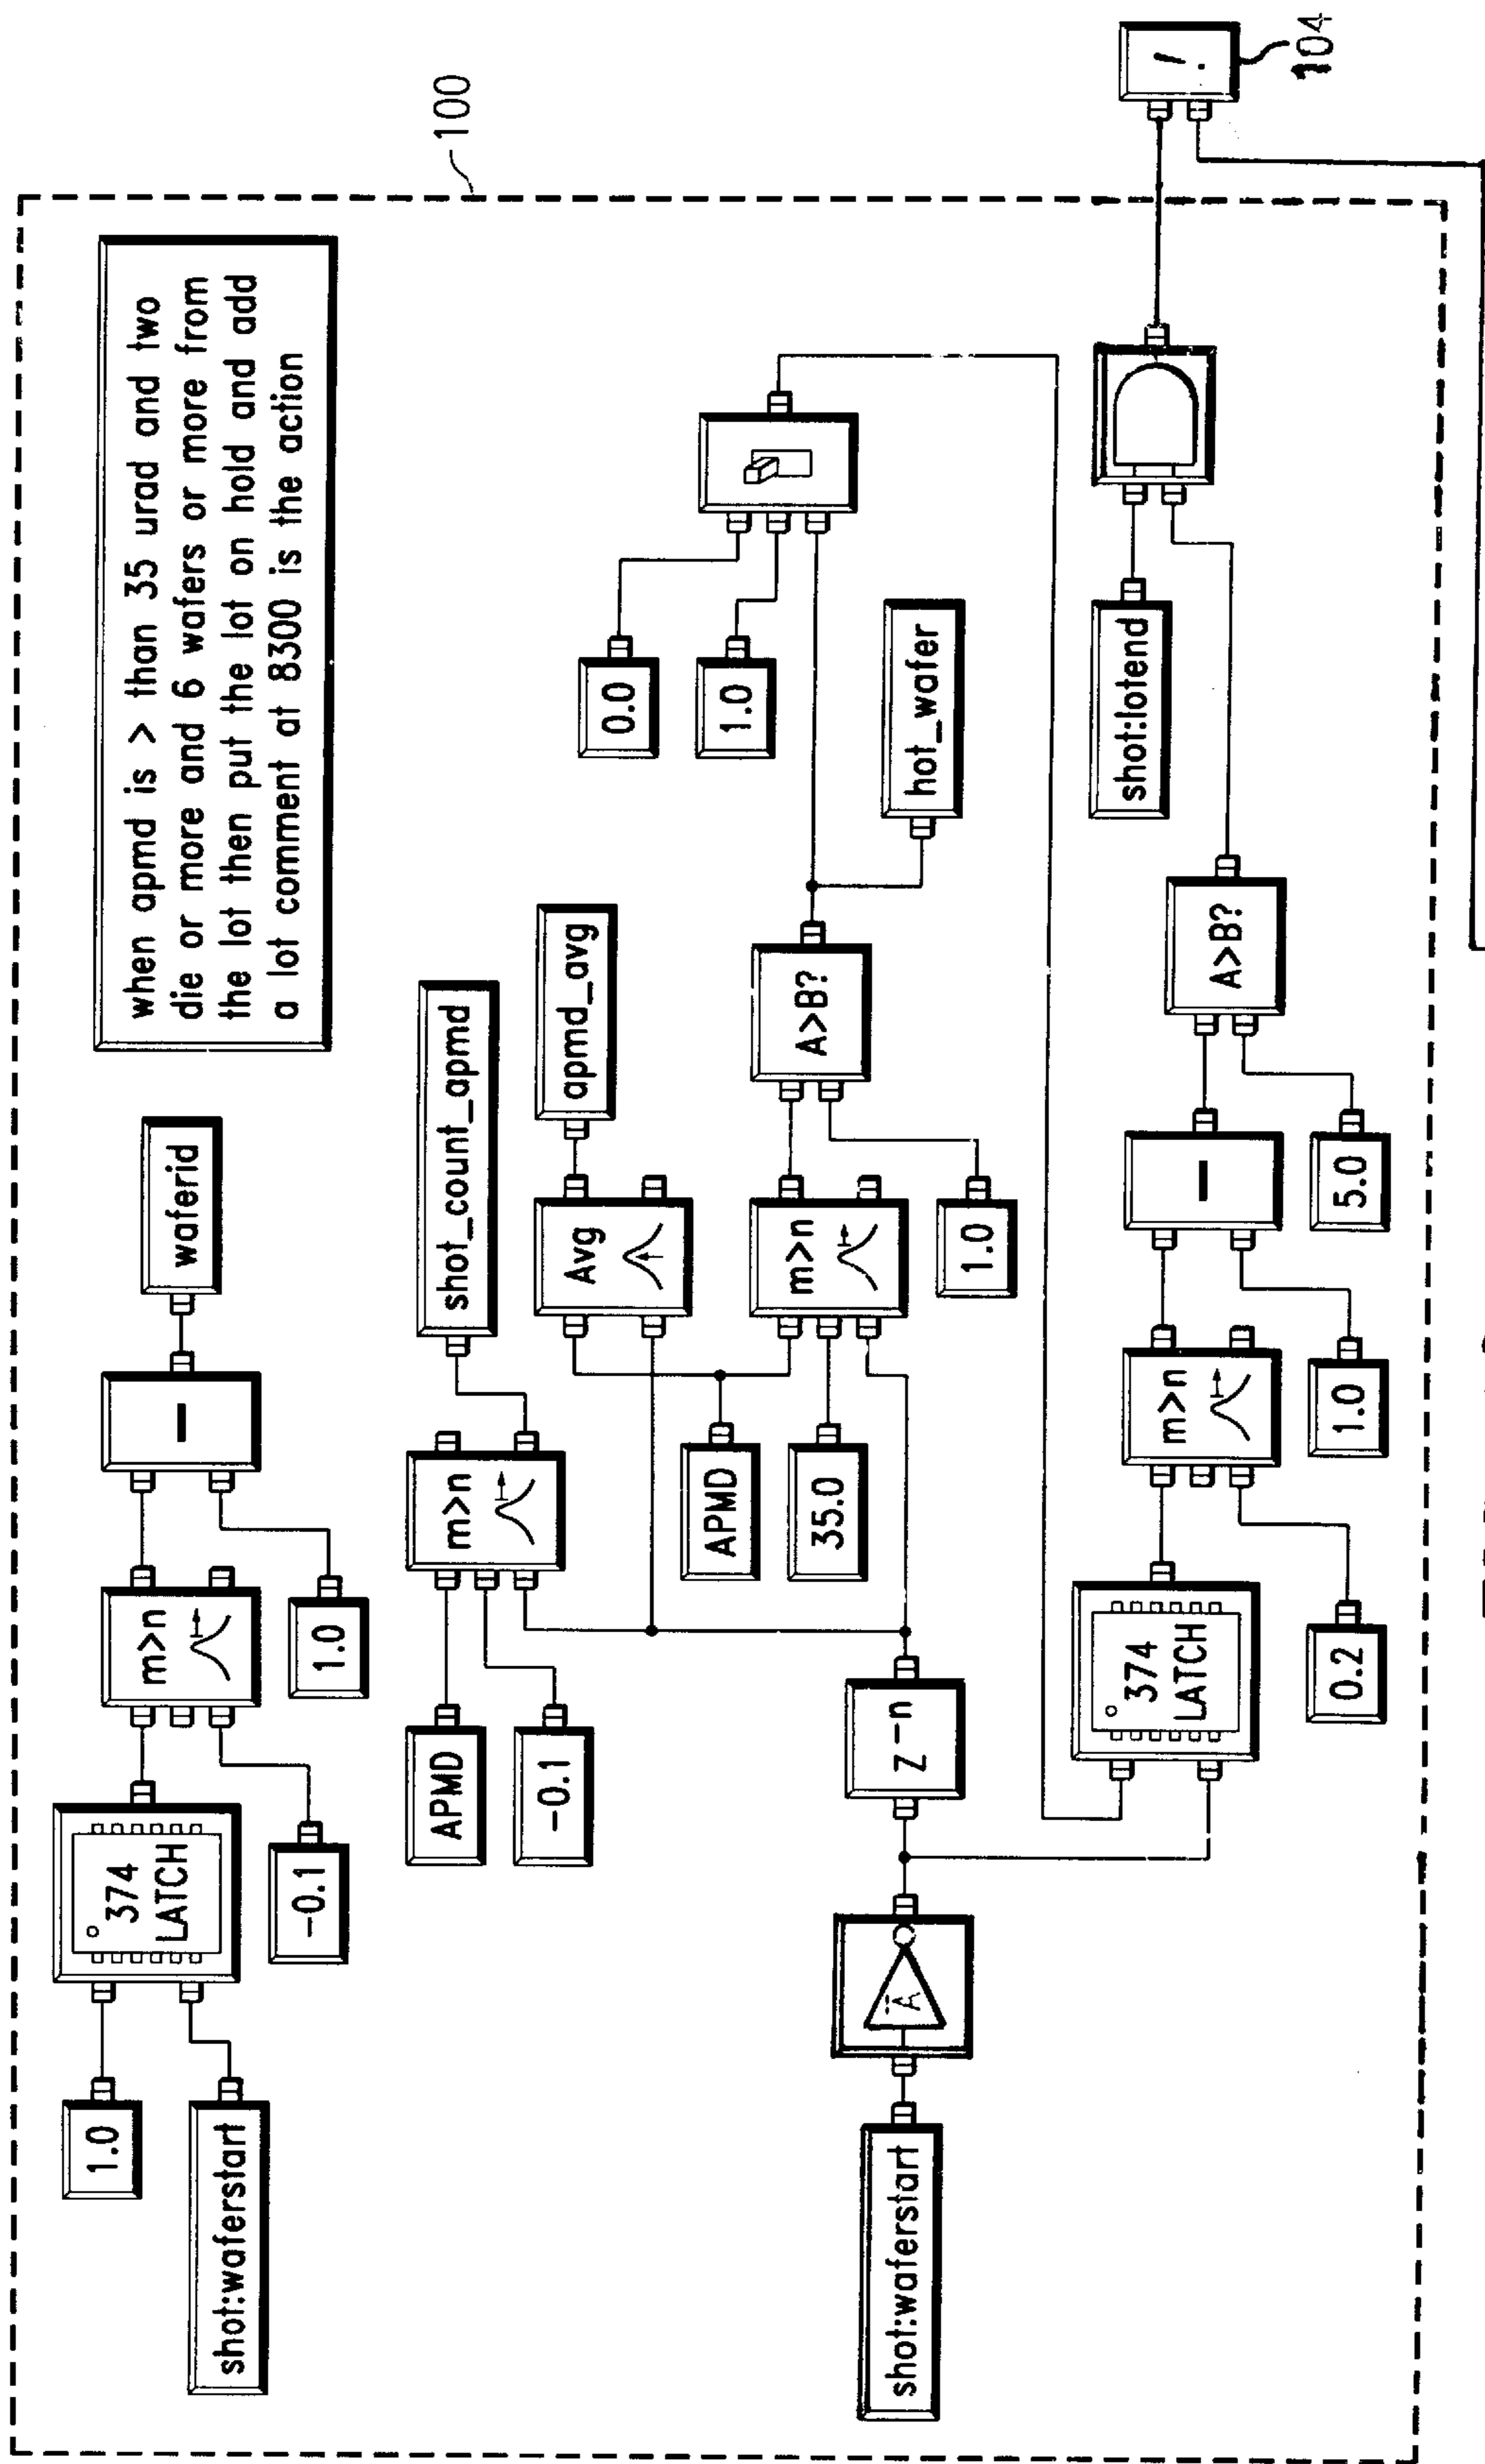 100
when apmd is > than 35 urad and two
die or more and 6 wafers or more from
the lot then put the lot on hold and add
a lot comment at 8300 is the action
1.0
shot:waferstart
374
LATCH
-0.1
m>n
1.0
waferid
APMD
-0.1
m>n
shot_count_apmd
Avg
apmd_avg
APMD
35.0
m>n
1.0
A>B?
hot_wafer
0.0
1.0
shot:waferstart
A
z-n
374
LATCH
0.2
m>n
1.0
5.0
A>B?
shot:lotend
!.
104